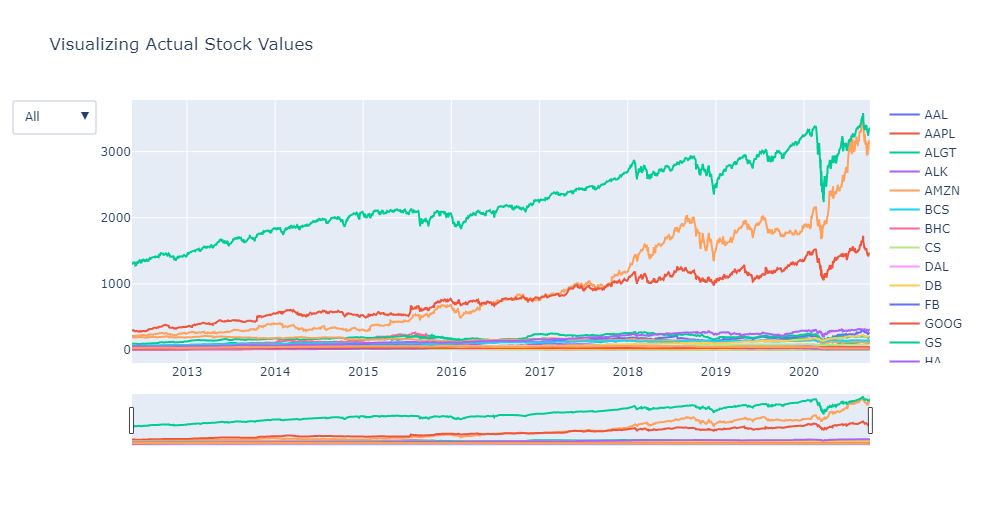 Visualizing Actual Stock Values
All ▼
3000
2000
1000
0
2013 2014 2015 2016 2017 2018 2019 2020
AAL
AAPL
ALGT
ALK
AMZN
BCS
BHC
CS
DAL
DB
FB
GOOG
GS
HA